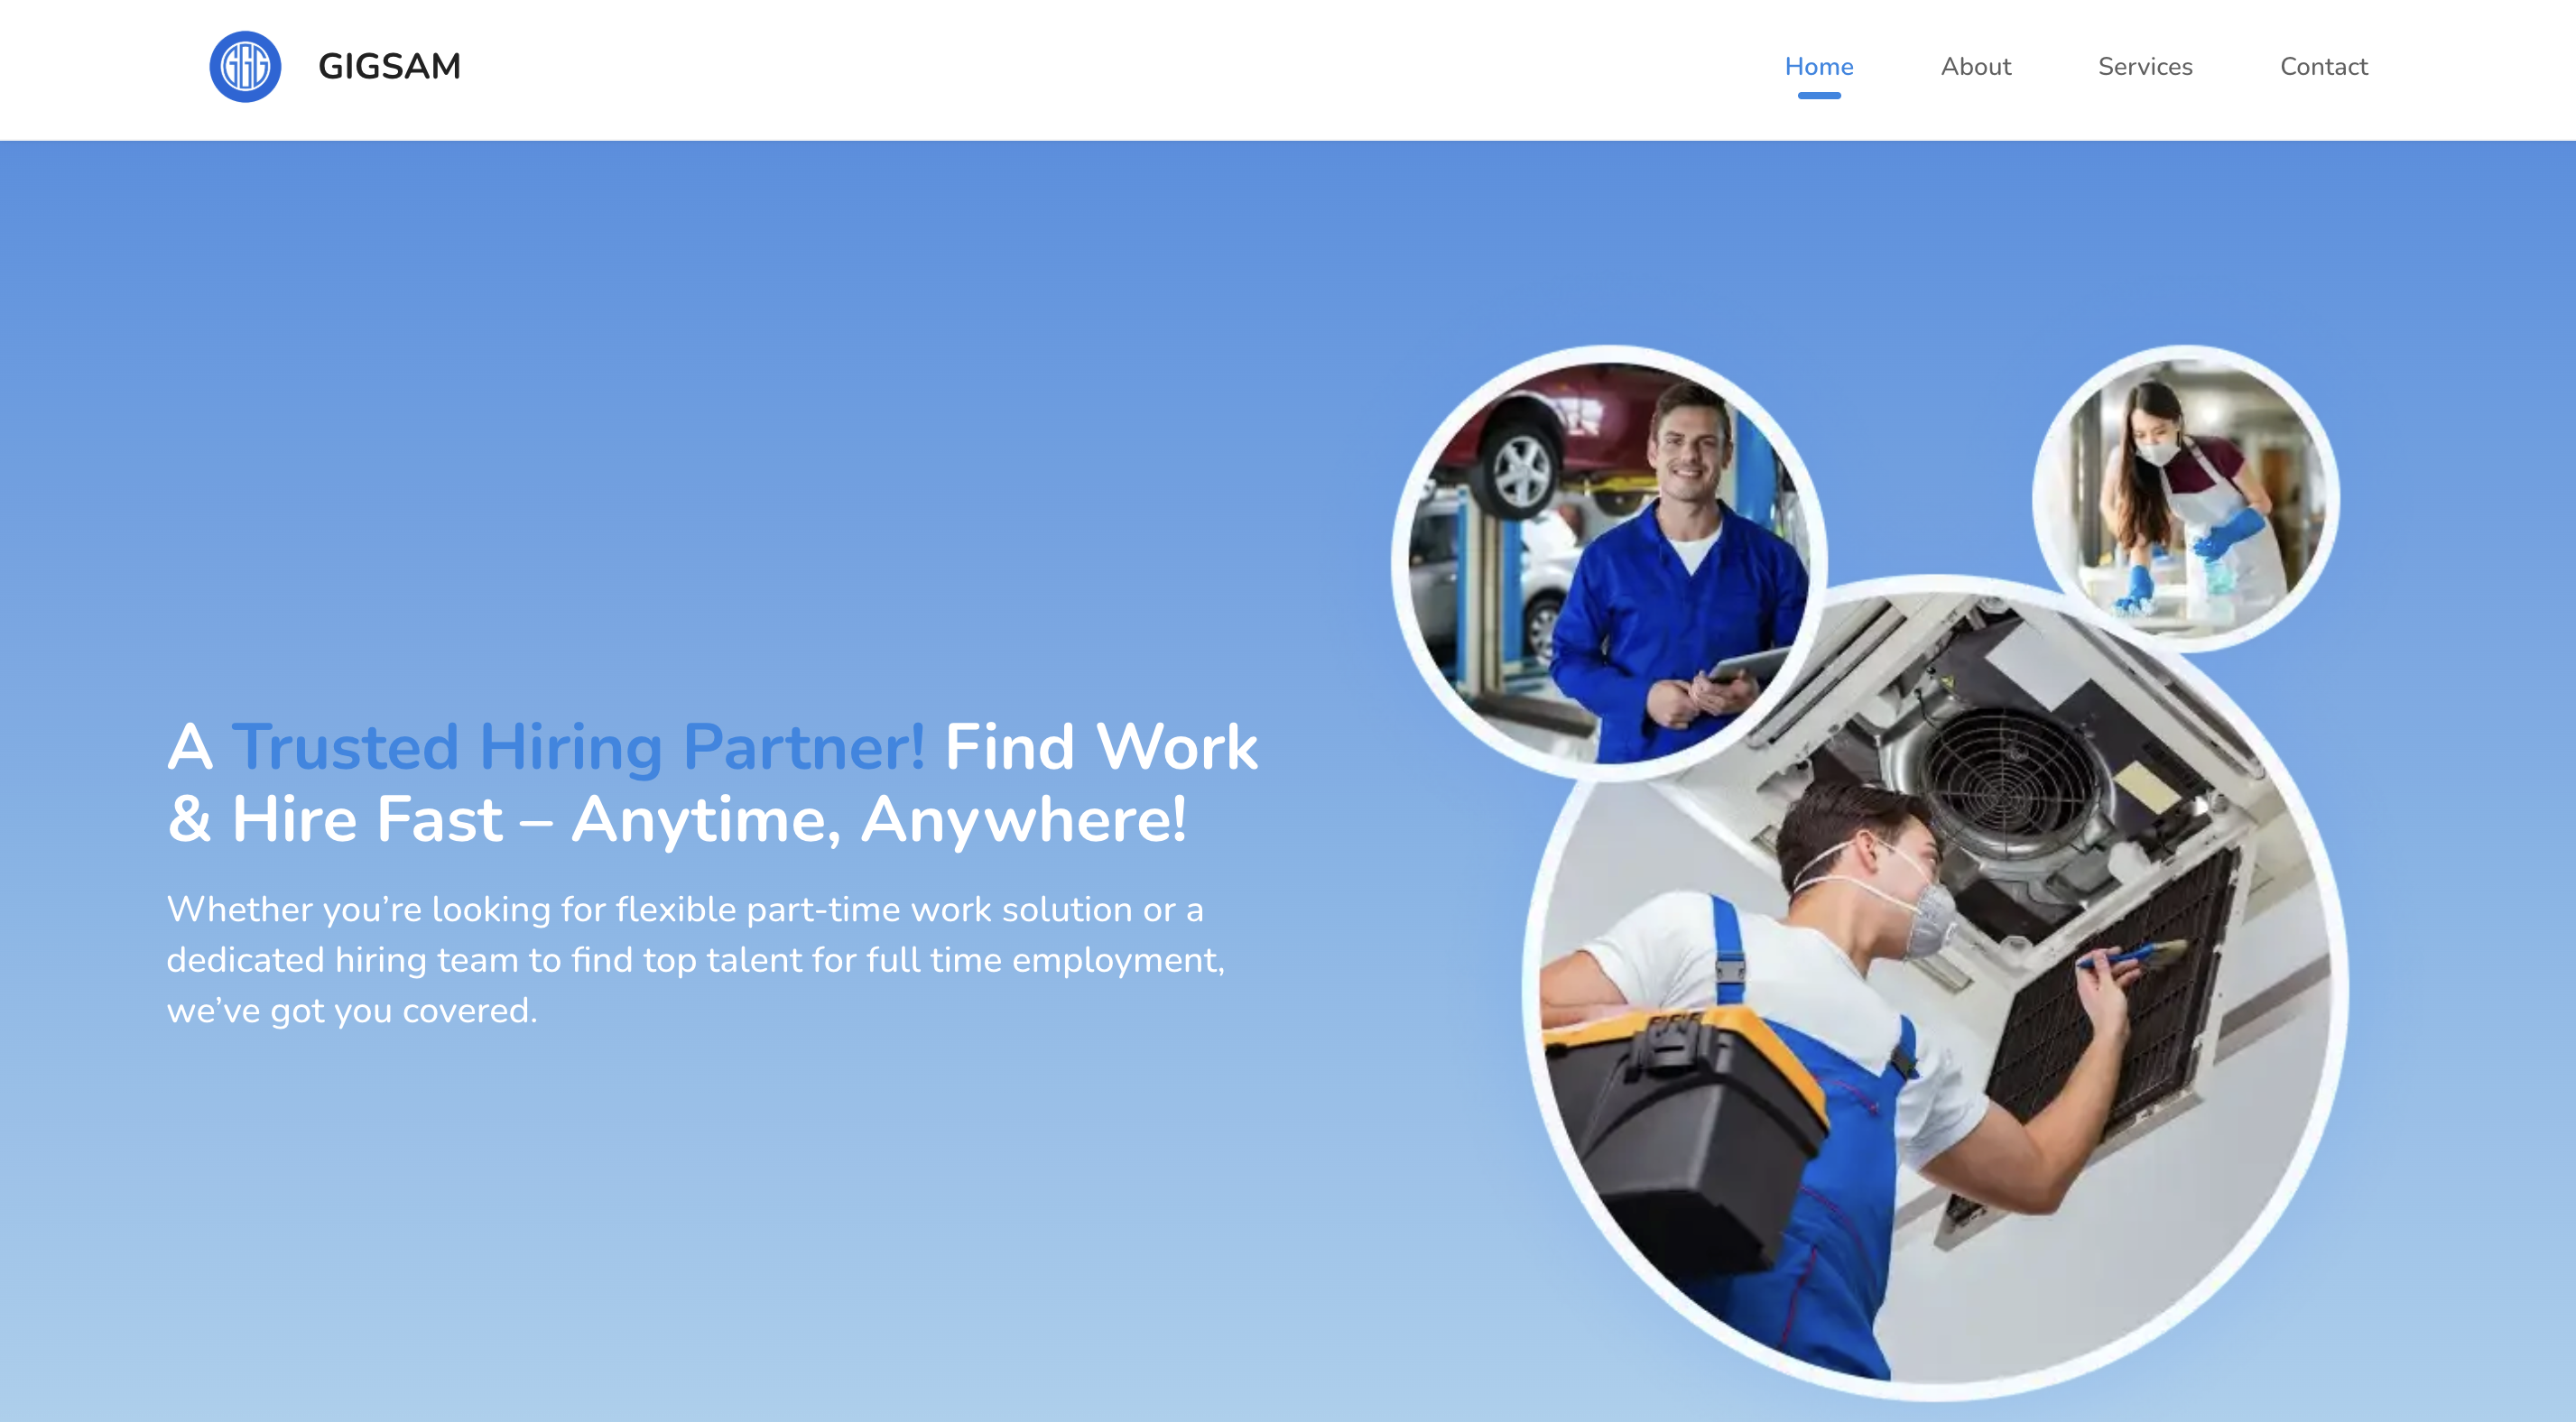 GIGSAM
Home
About
Services
Contact
A Trusted Hiring Partner! Find Work
& Hire Fast – Anytime, Anywhere!
Whether you’re looking for flexible part-time work solution or a
dedicated hiring team to find top talent for full time employment,
we’ve got you covered.